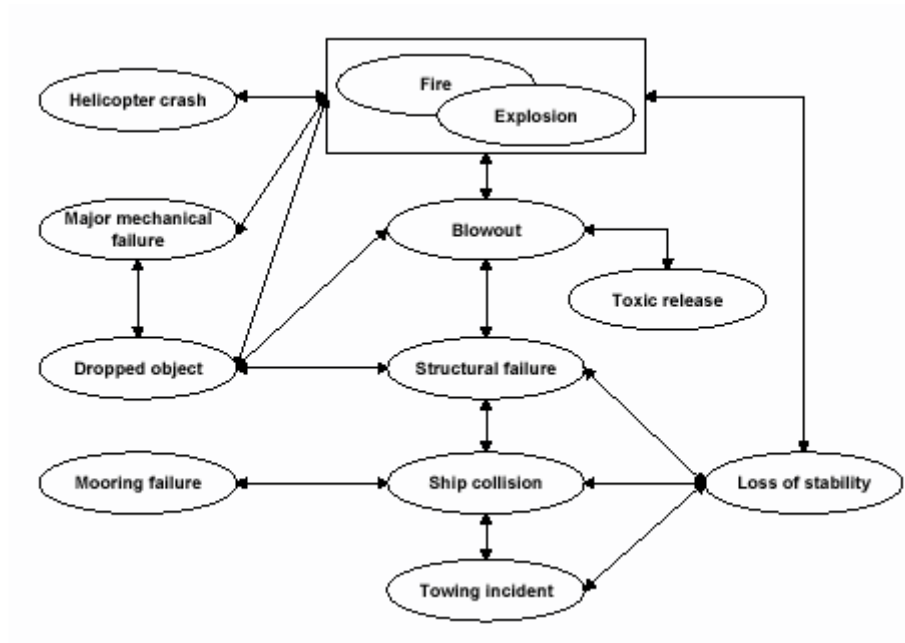 Fire
Helicopter crash
Explosion
Major mechanical
failure
Blowout
Toxic release
Dropped object
Structural failure
Mooring failure
Ship collision
Loss of stability
Towing incident